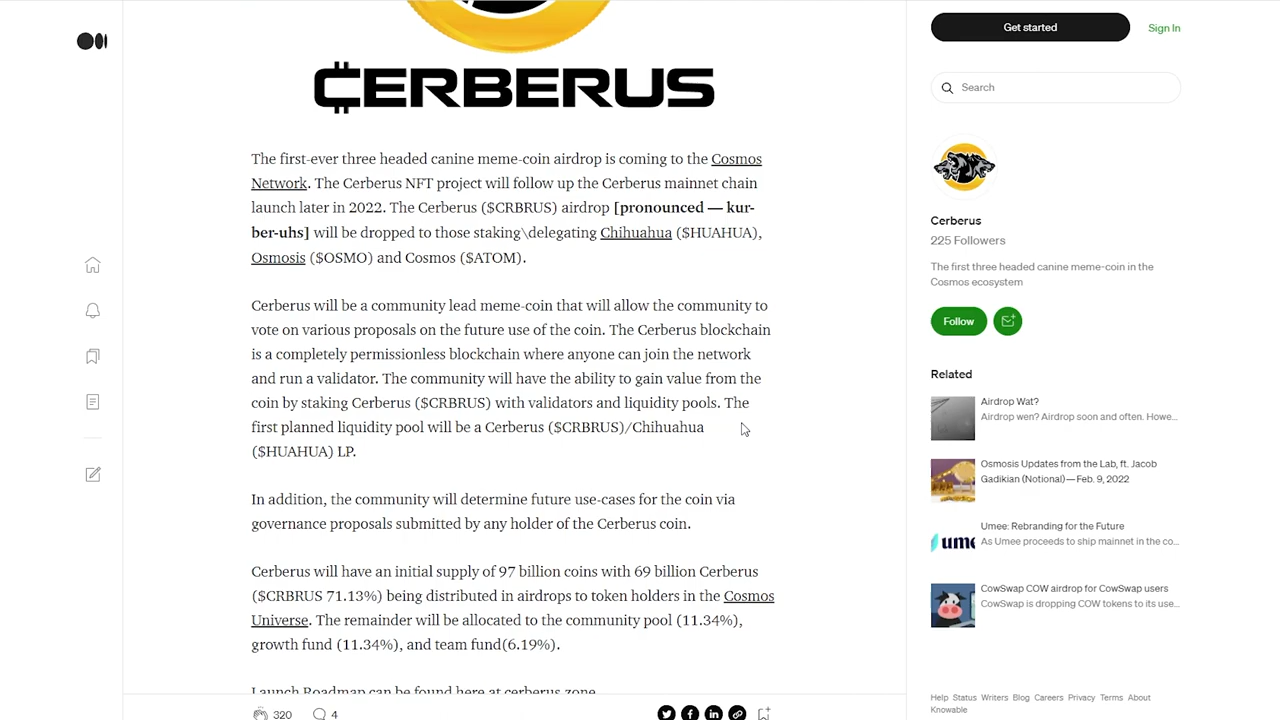 CERBERUS
The first-ever three headed canine meme-coin airdrop is coming to the Cosmos
Network. The Cerberus NFT project will follow up the Cerberus mainnet chain
launch later in 2022. The Cerberus ($CRBRUS) airdrop [pronounced — kur-
ber-uhs] will be dropped to those staking\delegating Chihuahua ($HUAHUA),
Osmosis ($OSMO) and Cosmos ($ATOM).
Cerberus will be a community lead meme-coin that will allow the community to
vote on various proposals on the future use of the coin. The Cerberus blockchain
is a completely permissionless blockchain where anyone can join the network
and run a validator. The community will have the ability to gain value from the
coin by staking Cerberus ($CRBRUS) with validators and liquidity pools. The
first planned liquidity pool will be a Cerberus ($CRBRUS)/Chihuahua
($HUAHUA) LP.
In addition, the community will determine future use-cases for the coin via
governance proposals submitted by any holder of the Cerberus coin.
Cerberus will have an initial supply of 97 billion coins with 69 billion Cerberus
($CRBRUS 71.13%) being distributed in airdrops to token holders in the Cosmos
Universe. The remainder will be allocated to the community pool (11.34%),
growth fund (11.34%), and team fund(6.19%).
Launch Roadmap can be found here at cerberus.zone
320
4
Get started
Sign In
Search
Cerberus
225 Followers
The first three headed canine meme-coin in the
Cosmos ecosystem
Follow
Related
Airdrop Wat?
Airdrop wen? Airdrop soon and often. Howe...
Osmosis Updates from the Lab, ft. Jacob
Gadikian (Notional) — Feb. 9, 2022
ume
Umee: Rebranding for the Future
As Umee proceeds to ship mainnet in the co...
CowSwap COW airdrop for CowSwap users
CowSwap is dropping COW tokens to its use...
Help Status Writers Blog Careers Privacy Terms About
Knowable